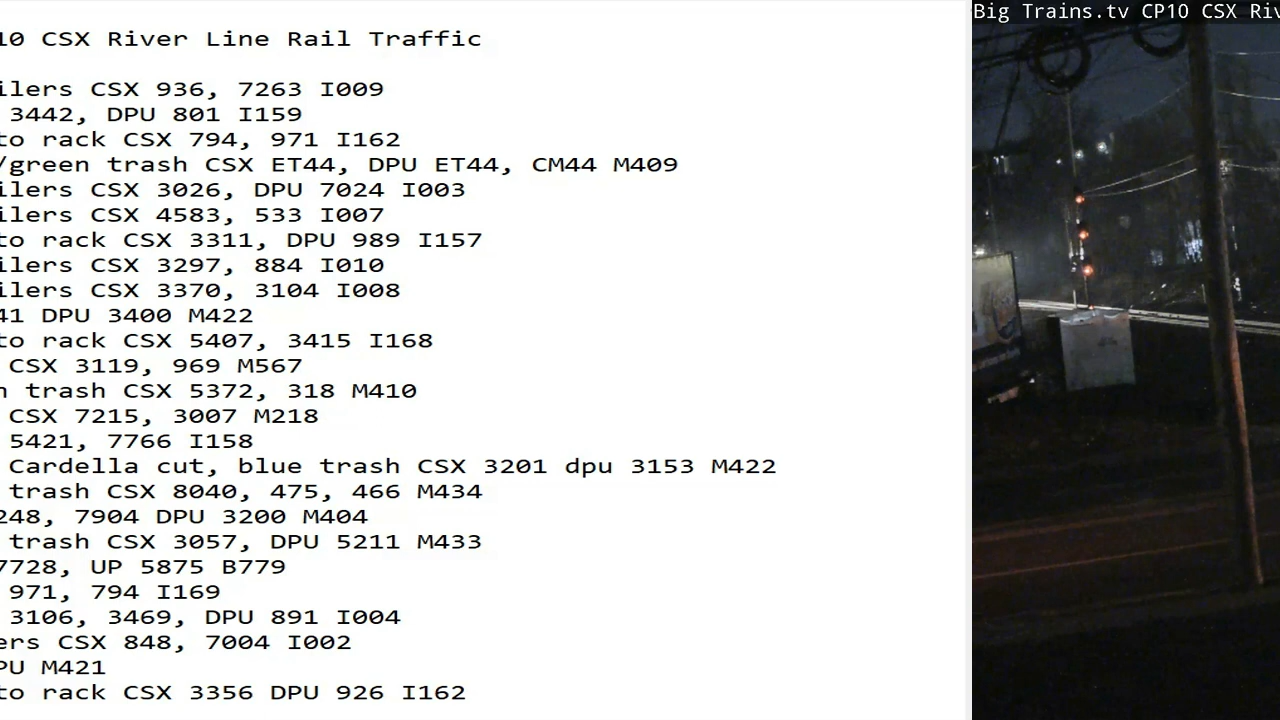 10 CSX River Line Rail Traffic
ilers CSX 936, 7263 I009
3442, DPU 801 I159
to rack CSX 794, 971 I162
/green trash CSX ET44, DPU ET44, CM44 M409
ilers CSX 3026, DPU 7024 I003
ilers CSX 4583, 533 I007
to rack CSX 3311, DPU 989 I157
ilers CSX 3297, 884 I010
ilers CSX 3370, 3104 I008
41 DPU 3400 M422
to rack CSX 5407, 3415 I168
CSX 3119, 969 M567
n trash CSX 5372, 318 M410
CSX 7215, 3007 M218
5421, 7766 I158
Cardella cut, blue trash CSX 3201 dpu 3153 M422
trash CSX 8040, 475, 466 M434
248, 7904 DPU 3200 M404
trash CSX 3057, DPU 5211 M433
7728, UP 5875 B779
971, 794 I169
3106, 3469, DPU 891 I004
ers CSX 848, 7004 I002
PU M421
to rack CSX 3356 DPU 926 I162
Big Trains.tv CP10 CSX Riv